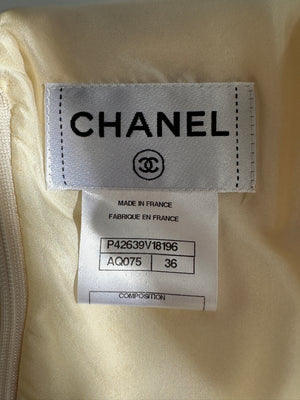 CHANEL
MADE IN FRANCE
FABRIQUE EN FRANCE
P42639V18196
AQ075 36
COMPOSITION